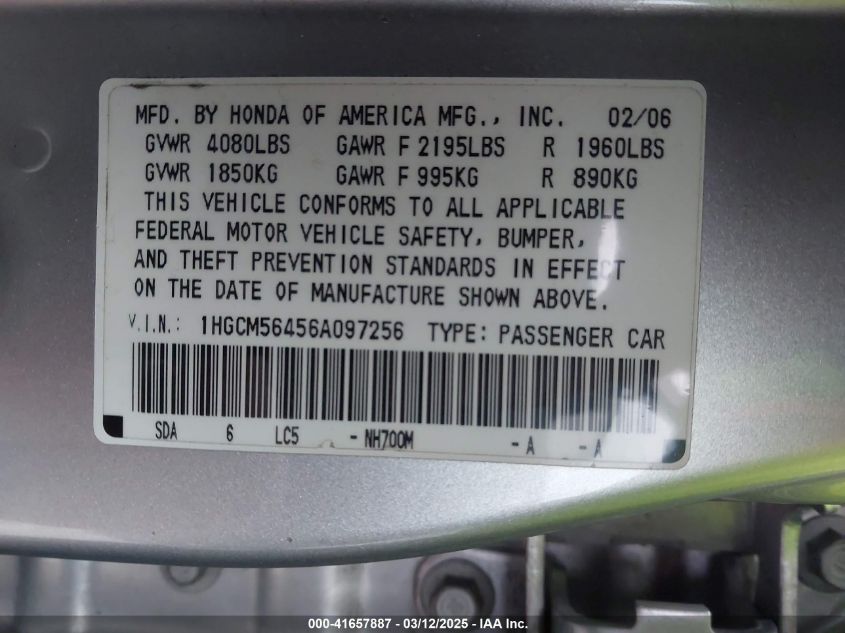 MFD. BY HONDA OF AMERICA MFG., INC. 02/06
GVWR 4080LBS GAWR F 2195LBS R 1960LBS
GVWR 1850KG GAWR F 995KG R 890KG
THIS VEHICLE CONFORMS TO ALL APPLICABLE
FEDERAL MOTOR VEHICLE SAFETY, BUMPER,
AND THEFT PREVENTION STANDARDS IN EFFECT
ON THE DATE OF MANUFACTURE SHOWN ABOVE.
V.I.N.: 1HGCM56456A097256 TYPE: PASSENGER CAR
SDA 6 LC5 - NH700M - A - A
000-41657887 - 03/12/2025 - IAA Inc.